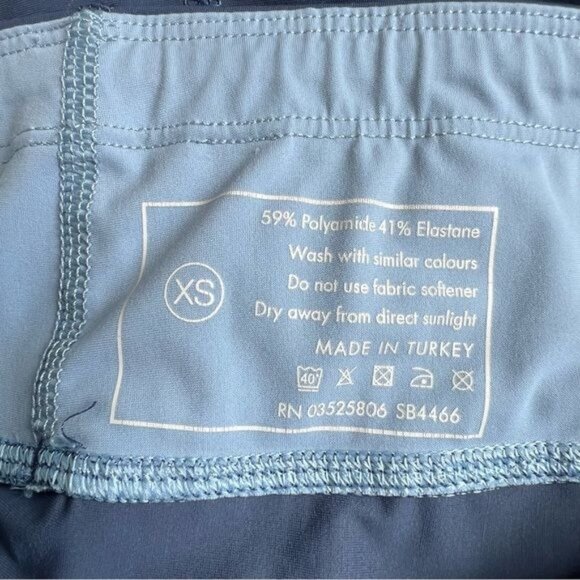 59% Polyamide 41% Elastane
Wash with similar colours
Do not use fabric softener
Dry away from direct sunlight
MADE IN TURKEY
XS
40°
RN 03525806 SB4466